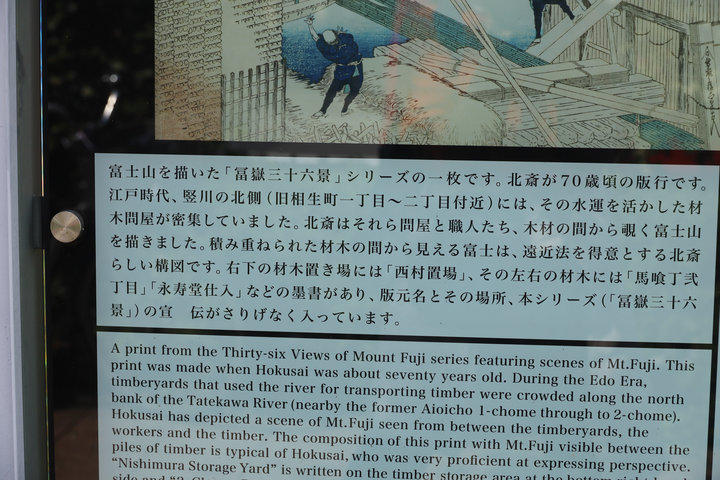 富士山を描いた「冨嶽三十六景」シリーズの一枚です。北斎が70歳頃の版行です。
江戸時代、竪川の北側（旧相生町一丁目～二丁目付近）には、その水運を活かした材
木問屋が密集していました。北斎はそれら問屋と職人たち、木材の間から覗く富士山
を描きました。積み重ねられた材木の間から見える富士は、遠近法を得意とする北斎
らしい構図です。右下の材木置き場には「西村置場」、その左右の材木には「馬喰丁弐
丁目」「永寿堂仕入」などの墨書があり、版元名とその場所、本シリーズ（「冨嶽三十六
景」）の宣　伝がさりげなく入っています。
A print from the Thirty-six Views of Mount Fuji series featuring scenes of Mt.Fuji. This
print was made when Hokusai was about seventy years old. During the Edo Era,
timberyards that used the river for transporting timber were crowded along the north
bank of the Tatekawa River (nearby the former Aioicho 1-chome through to 2-chome).
Hokusai has depicted a scene of Mt.Fuji seen from between the timberyards, the
workers and the timber. The composition of this print with Mt.Fuji visible between the
piles of timber is typical of Hokusai, who was very proficient at expressing perspective.
"Nishimura Storage Yard" is written on the timber storage area at the bottom right hand
side and "2-